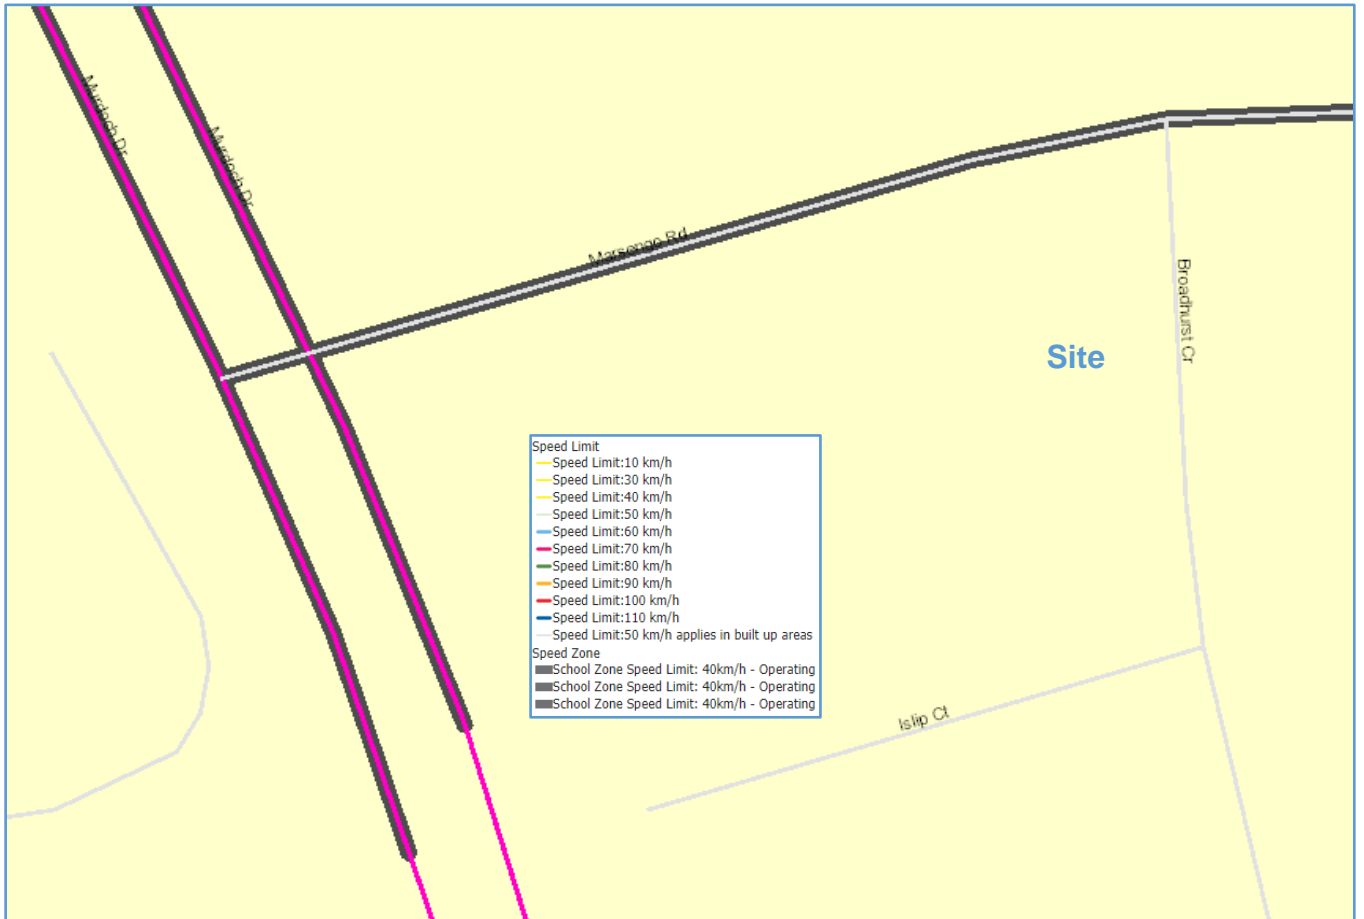 Murdoch Dr
Murdoch Dr
Marsengo Rd
Broadhurst Cr
Site
Speed Limit
Speed Limit:10 km/h
Speed Limit:30 km/h
Speed Limit:40 km/h
Speed Limit:50 km/h
Speed Limit:60 km/h
Speed Limit:70 km/h
Speed Limit:80 km/h
Speed Limit:90 km/h
Speed Limit:100 km/h
Speed Limit:110 km/h
Speed Limit:50 km/h applies in built up areas
Speed Zone
School Zone Speed Limit: 40km/h - Operating
School Zone Speed Limit: 40km/h - Operating
School Zone Speed Limit: 40km/h - Operating
Islip Ct